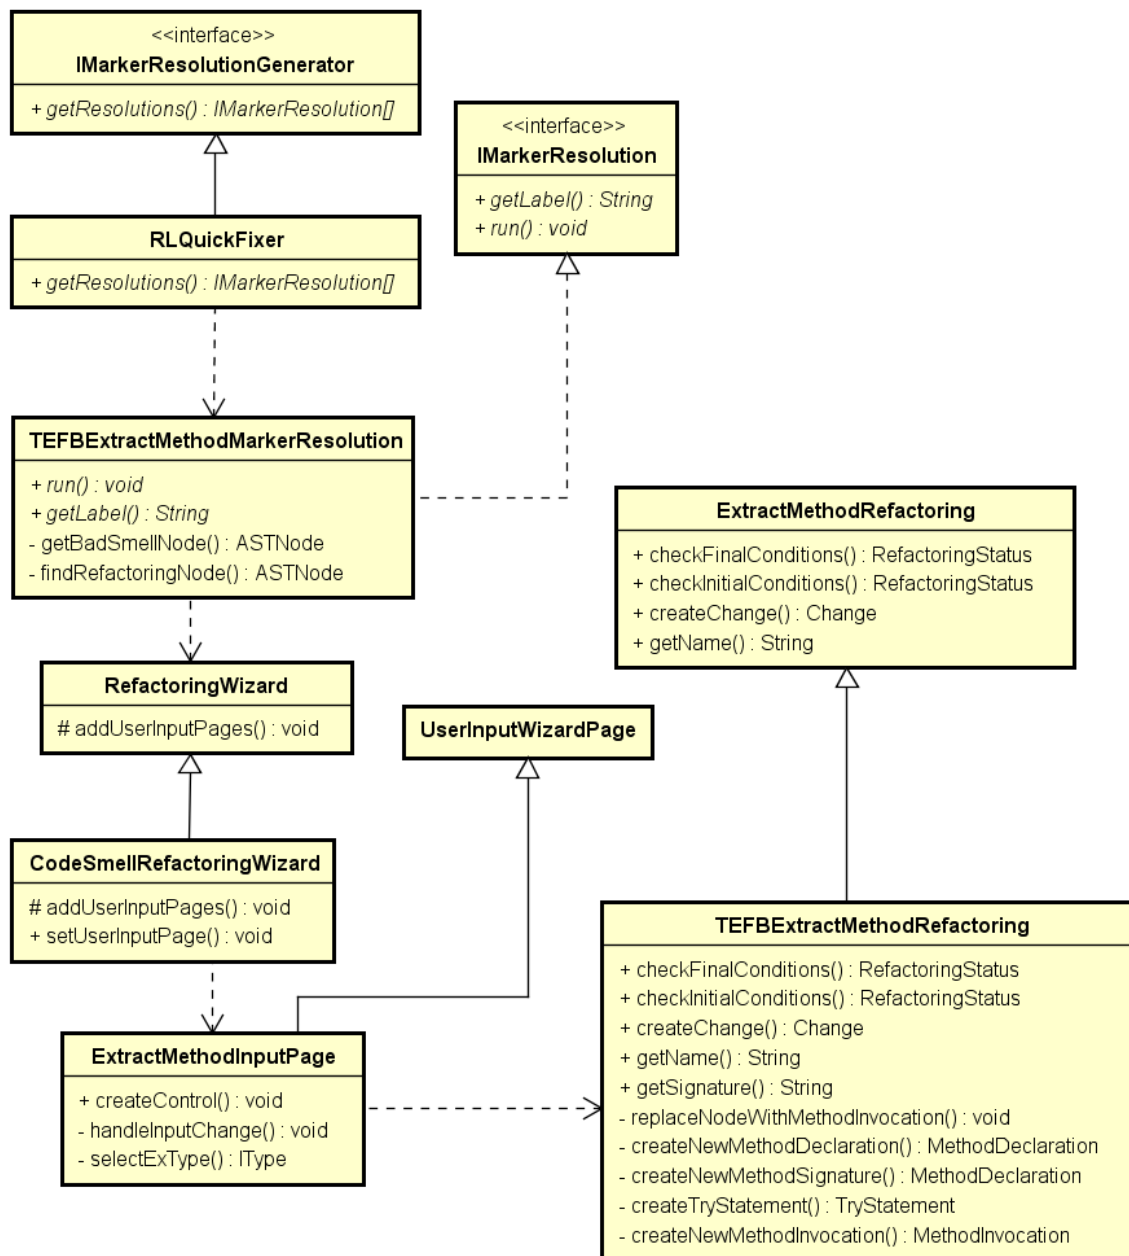 <<interface>>
IMarkerResolutionGenerator
+ getResolutions() : IMarkerResolution[]
<<interface>>
IMarkerResolution
+ getLabel() : String
+ run() : void
RLQuickFixer
+ getResolutions() : IMarkerResolution[]
TEFBExtractMethodMarkerResolution
+ run() : void
+ getLabel() : String
- getBadSmellNode() : ASTNode
- findRefactoringNode() : ASTNode
ExtractMethodRefactoring
+ checkFinalConditions() : RefactoringStatus
+ checkInitialConditions() : RefactoringStatus
+ createChange() : Change
+ getName() : String
RefactoringWizard
# addUserInputPages() : void
UserInputWizardPage
CodeSmellRefactoringWizard
# addUserInputPages() : void
+ setUserInputPage() : void
ExtractMethodInputPage
+ createControl() : void
- handleInputChange() : void
- selectExType() : IType
TEFBExtractMethodRefactoring
+ checkFinalConditions() : RefactoringStatus
+ checkInitialConditions() : RefactoringStatus
+ createChange() : Change
+ getName() : String
+ getSignature() : String
- replaceNodeWithMethodInvocation() : void
- createNewMethodDeclaration() : MethodDeclaration
- createNewMethodSignature() : MethodDeclaration
- createTryStatement() : TryStatement
- createNewMethodInvocation() : MethodInvocation